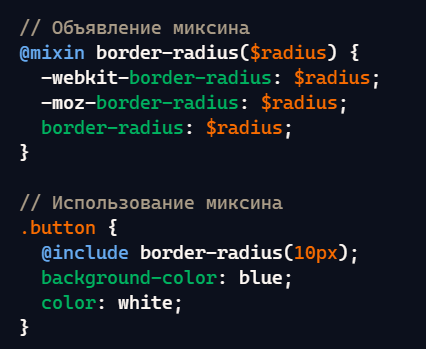 // Объявление миксина
@mixin border-radius($radius) {
  -webkit-border-radius: $radius;
  -moz-border-radius: $radius;
  border-radius: $radius;
}

// Использование миксина
.button {
  @include border-radius(10px);
  background-color: blue;
  color: white;
}